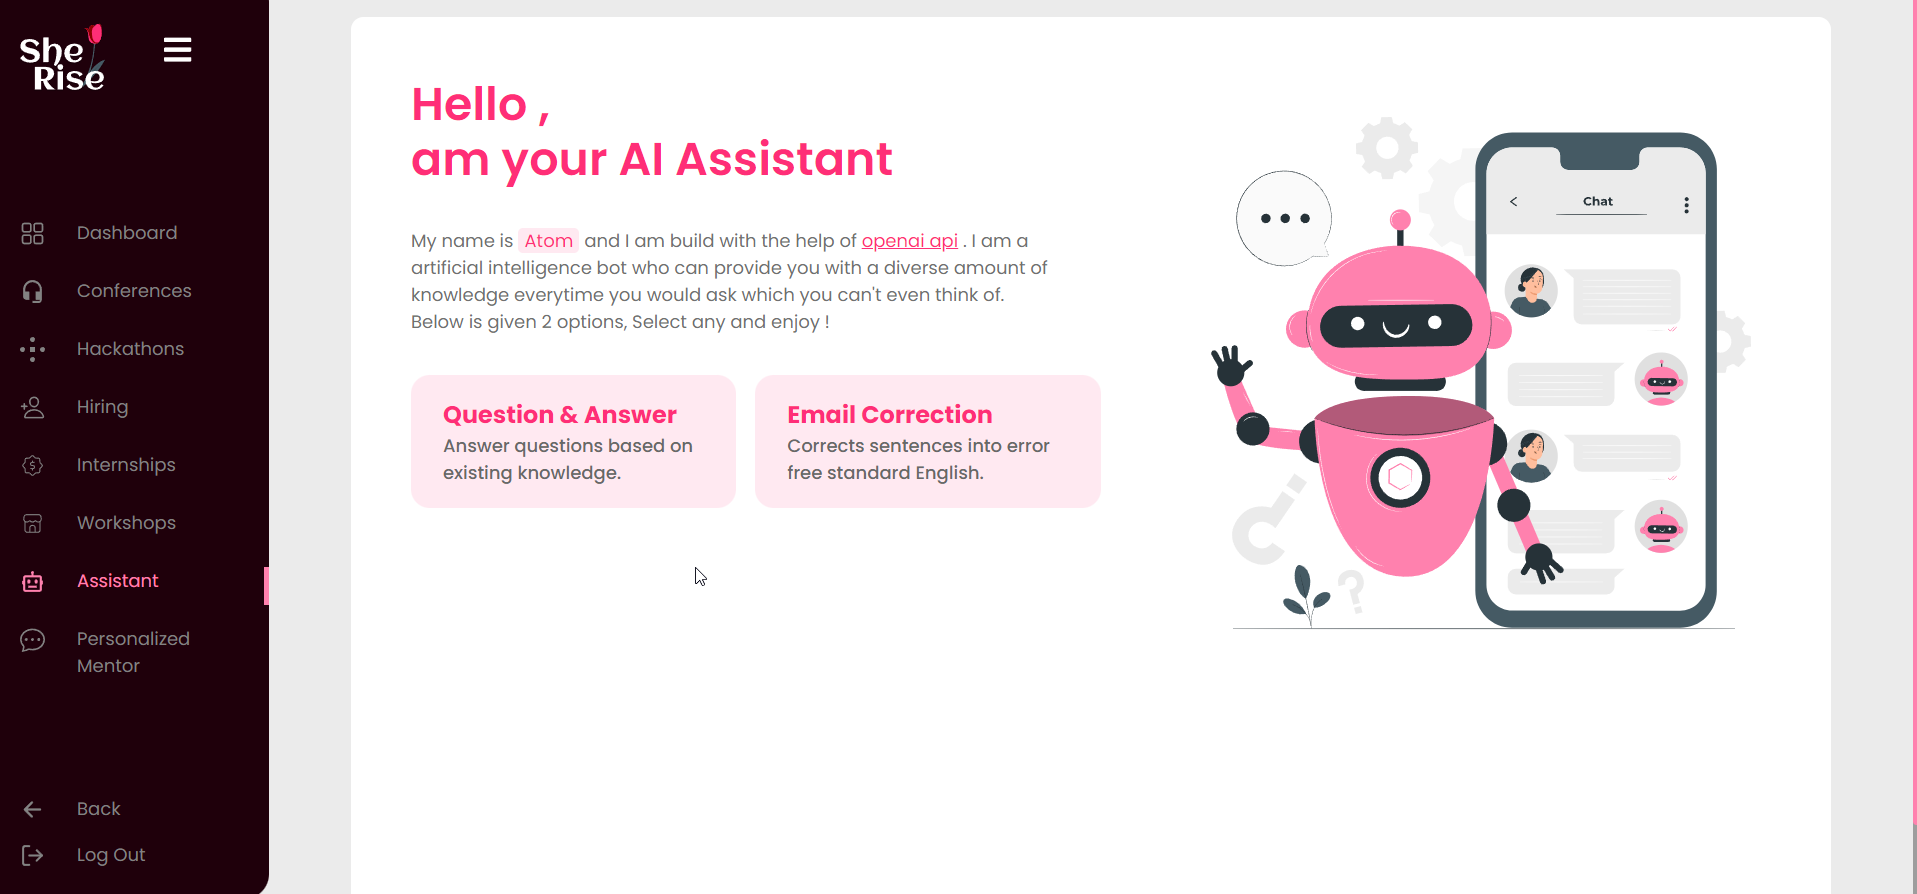 She
Rise
Dashboard
Conferences
Hackathons
Hiring
Internships
Workshops
Assistant
Personalized
Mentor
Back
Log Out
Hello ,
am your AI Assistant
My name is Atom and I am build with the help of openai api . I am a
artificial intelligence bot who can provide you with a diverse amount of
knowledge everytime you would ask which you can't even think of.
Below is given 2 options, Select any and enjoy !
Question & Answer
Answer questions based on
existing knowledge.
Email Correction
Corrects sentences into error
free standard English.
Chat